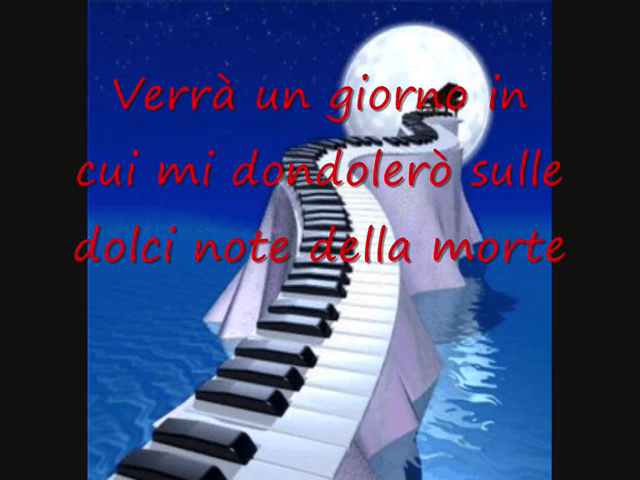 Verrà un giorno in
cui mi dondolerò sulle
dolci note della morte